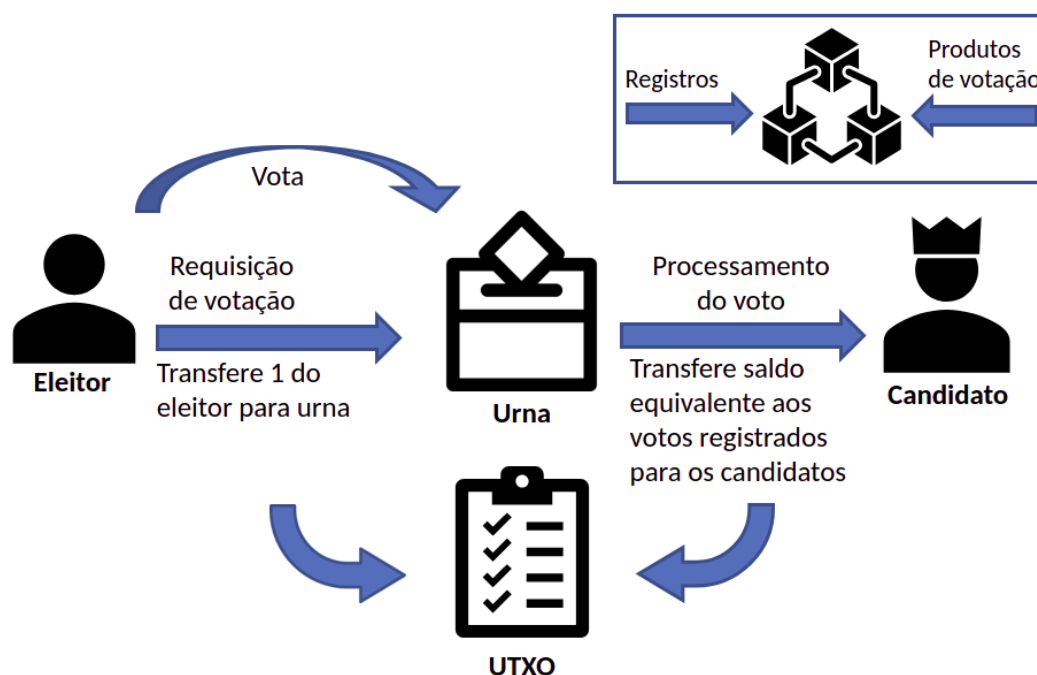 Registros
Produtos
de votação
Vota
Requisição
de votação
Transfere 1 do
eleitor para urna
Eleitor
Urna
Processamento
do voto
Transfere saldo
equivalente aos
votos registrados
para os candidatos
Candidato
UTXO